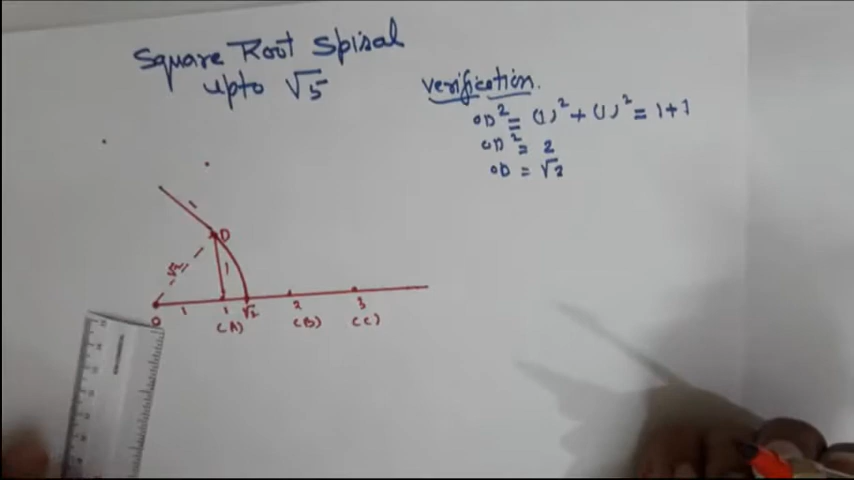 Square Root Spiral
upto √5
verification.
OD² = (1)² + (1)² = 1+1
OD² = 2
OD = √2
1
D
√2
1
O 1 1 √2 2 3
(A) (B) (C)